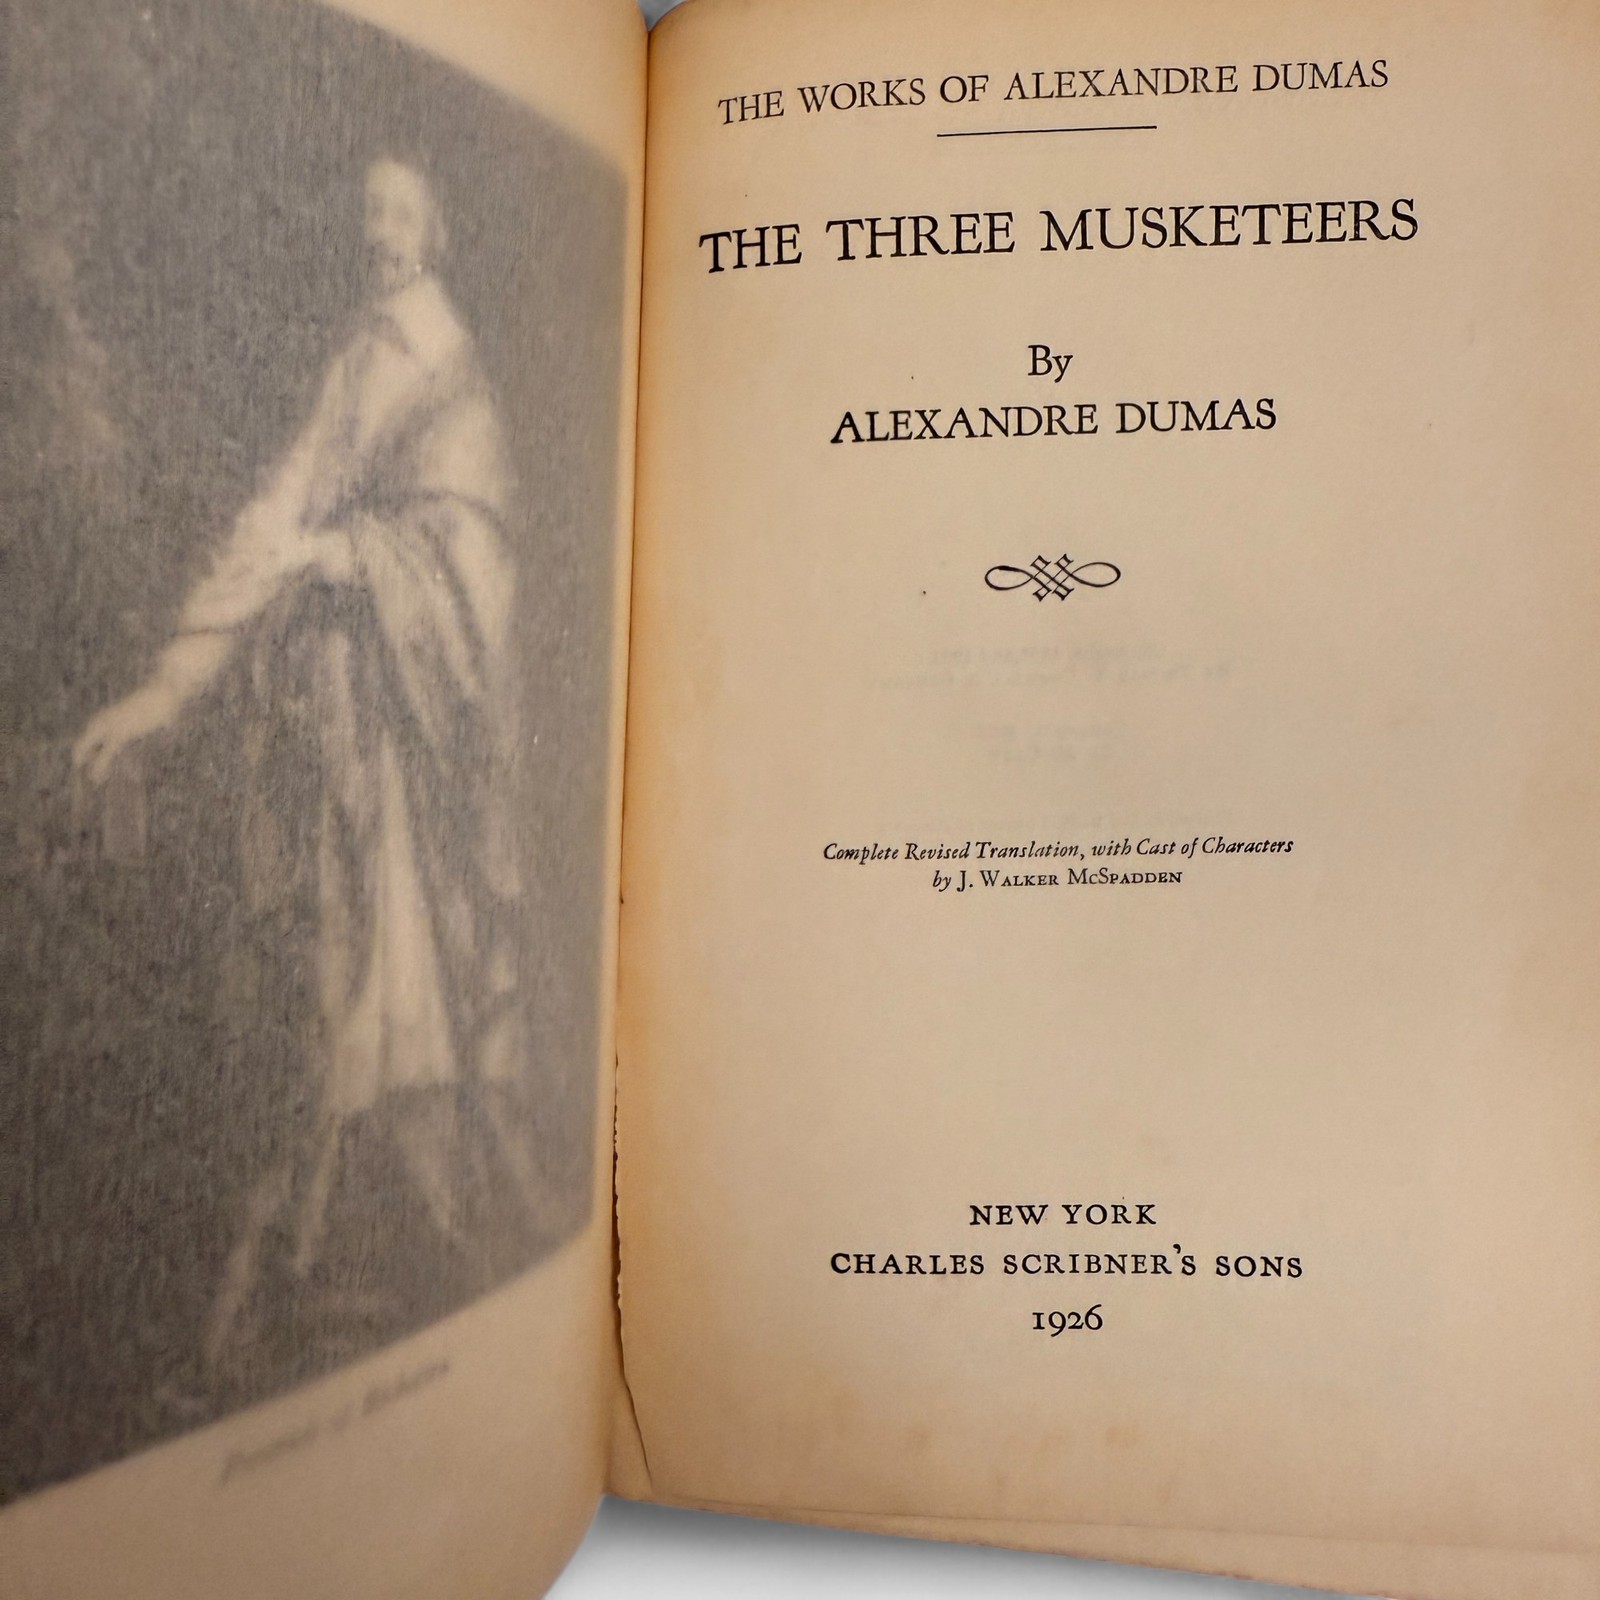 THE WORKS OF ALEXANDRE DUMAS
THE THREE MUSKETEERS
By
ALEXANDRE DUMAS
Complete Revised Translation, with Cast of Characters
by J. WALKER McSPADDEN
NEW YORK
CHARLES SCRIBNER'S SONS
1926